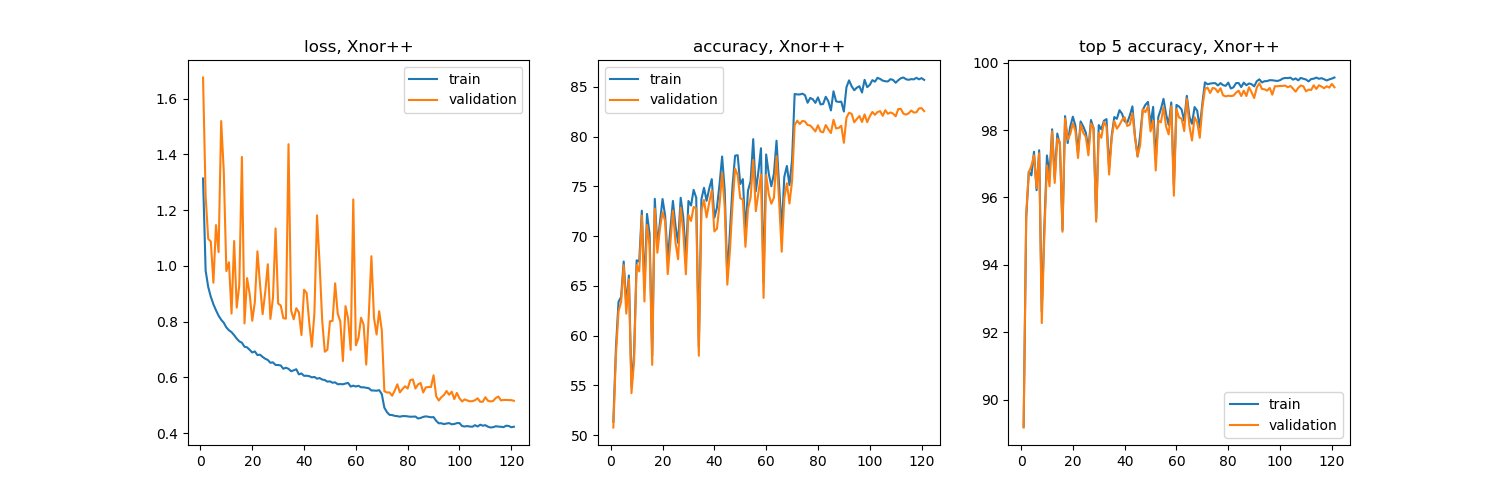 loss, Xnor++
train
validation
1.6
1.4
1.2
1.0
0.8
0.6
0.4
0 20 40 60 80 100 120
accuracy, Xnor++
train
validation
85
80
75
70
65
60
55
50
0 20 40 60 80 100 120
top 5 accuracy, Xnor++
100
98
96
94
92
90
train
validation
0 20 40 60 80 100 120